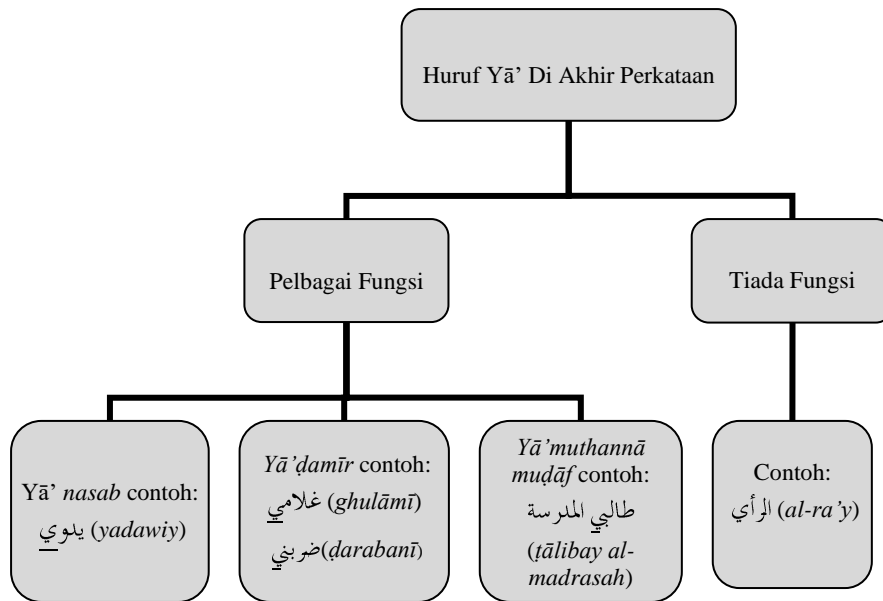 Huruf Yā’ Di Akhir Perkataan
Pelbagai Fungsi
Tiada Fungsi
Yā’ nasab contoh:
يدوي (yadawiy)
Yā’ḍamīr contoh:
غلامي (ghulāmī)
ضربني(ḍarabanī)
Yā’muthannā
muḍāf contoh:
طالبي المدرسة
(ṭālibay al-
madrasah)
Contoh:
الرأي (al-ra’y)